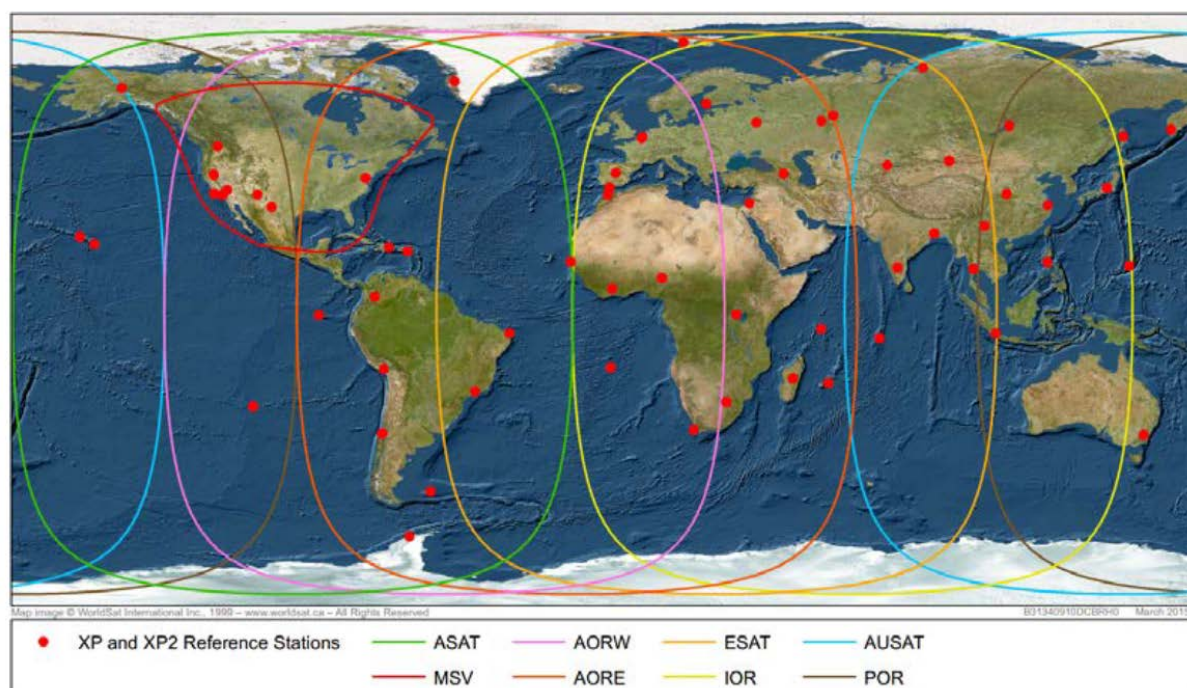 Map image © WorldSat International Inc., 1999 – www.worldsat.ca – All Rights Reserved B31340910DCBRH0 March 2015
XP and XP2 Reference Stations ASAT AORW ESAT AUSAT
MSV AORE IOR POR